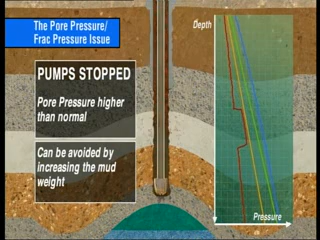 The Pore Pressure/
Frac Pressure Issue
PUMPS STOPPED
Pore Pressure higher
than normal
Can be avoided by
increasing the mud
weight
Depth
Pressure